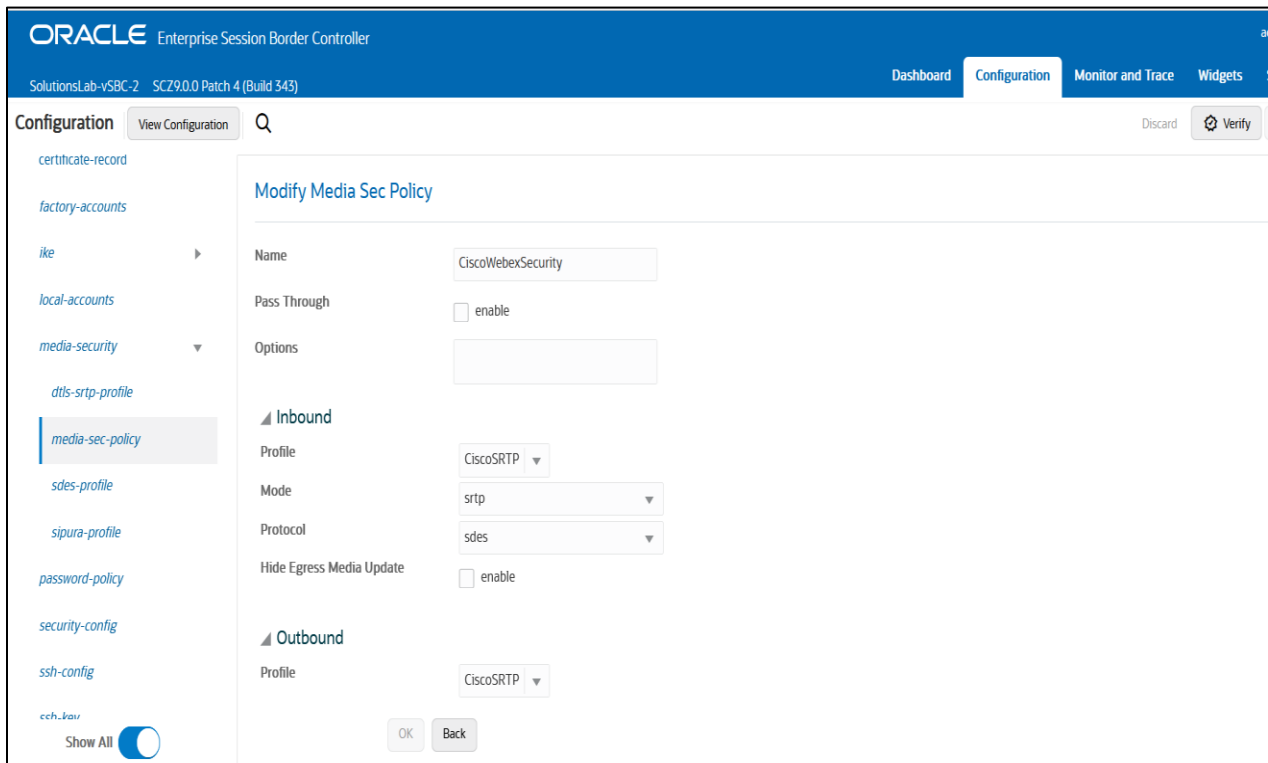 ORACLE Enterprise Session Border Controller
SolutionsLab-vSBC-2 SCZ9.0.0 Patch 4 (Build 343)
Dashboard Configuration Monitor and Trace Widgets
Configuration View Configuration Discard Verify
certificate-record
factory-accounts
ike
local-accounts
media-security
dtls-srtp-profile
media-sec-policy
sdes-profile
sipura-profile
password-policy
security-config
ssh-config
ssh-key
Show All
Modify Media Sec Policy
Name CiscoWebexSecurity
Pass Through enable
Options
Inbound
Profile CiscoSRTP
Mode srtp
Protocol sdes
Hide Egress Media Update enable
Outbound
Profile CiscoSRTP
OK Back